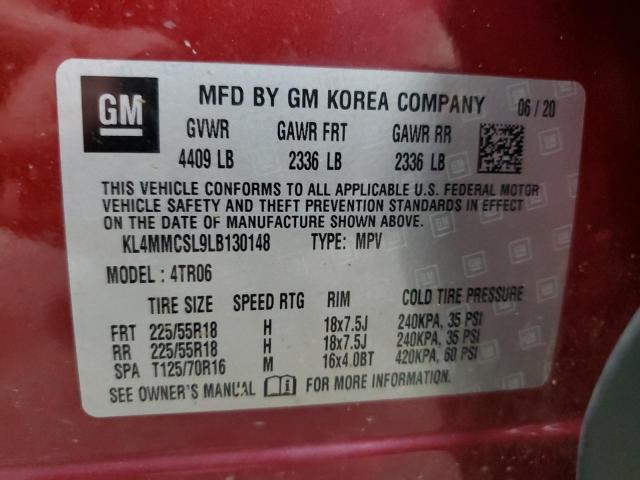 GM MFD BY GM KOREA COMPANY 06 / 20
GVWR GAWR FRT GAWR RR
4409 LB 2336 LB 2336 LB
THIS VEHICLE CONFORMS TO ALL APPLICABLE U.S. FEDERAL MOTOR
VEHICLE SAFETY AND THEFT PREVENTION STANDARDS IN EFFECT
ON THE DATE OF MANUFACTURE SHOWN ABOVE.
KL4MMCSL9LB130148 TYPE: MPV
MODEL : 4TR06
TIRE SIZE SPEED RTG RIM COLD TIRE PRESSURE
FRT 225/55R18 H 18x7.5J 240KPA, 35 PSI
RR 225/55R18 H 18x7.5J 240KPA, 35 PSI
SPA T125/70R16 M 16x4.0BT 420KPA, 60 PSI
SEE OWNER'S MANUAL FOR MORE INFORMATION.